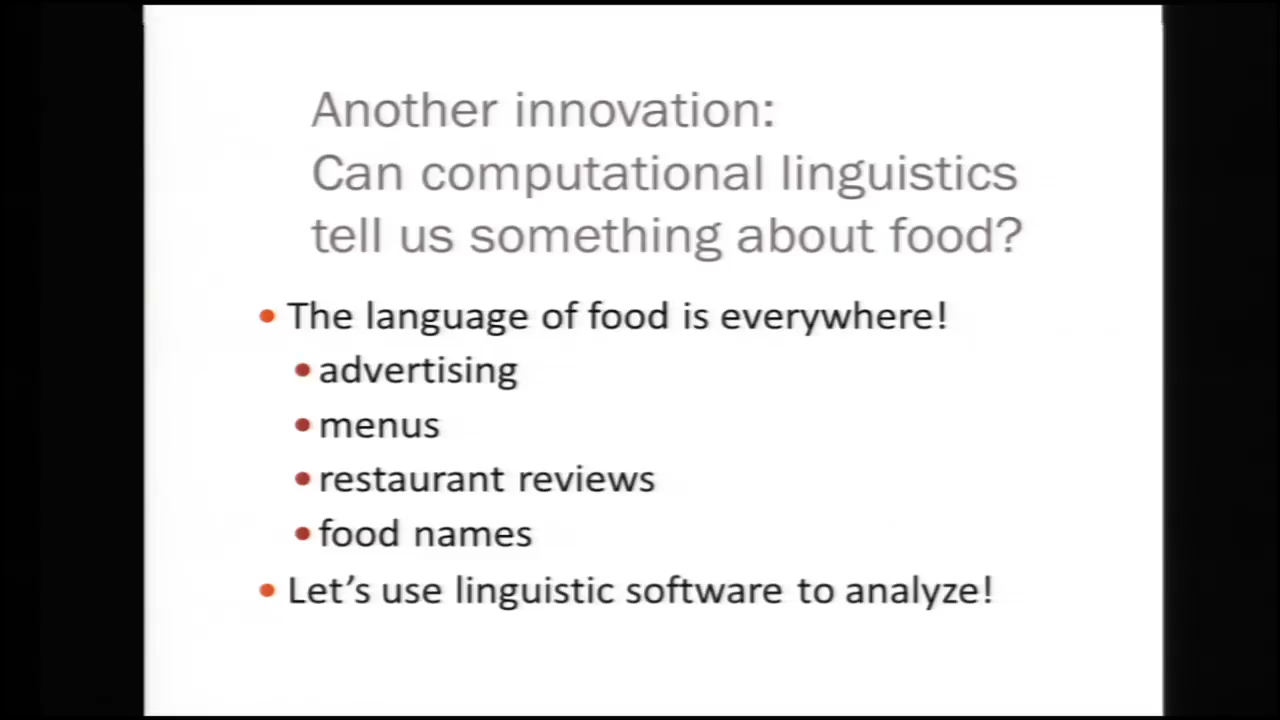 Another innovation:
Can computational linguistics
tell us something about food?
• The language of food is everywhere!
• advertising
• menus
• restaurant reviews
• food names
• Let's use linguistic software to analyze!